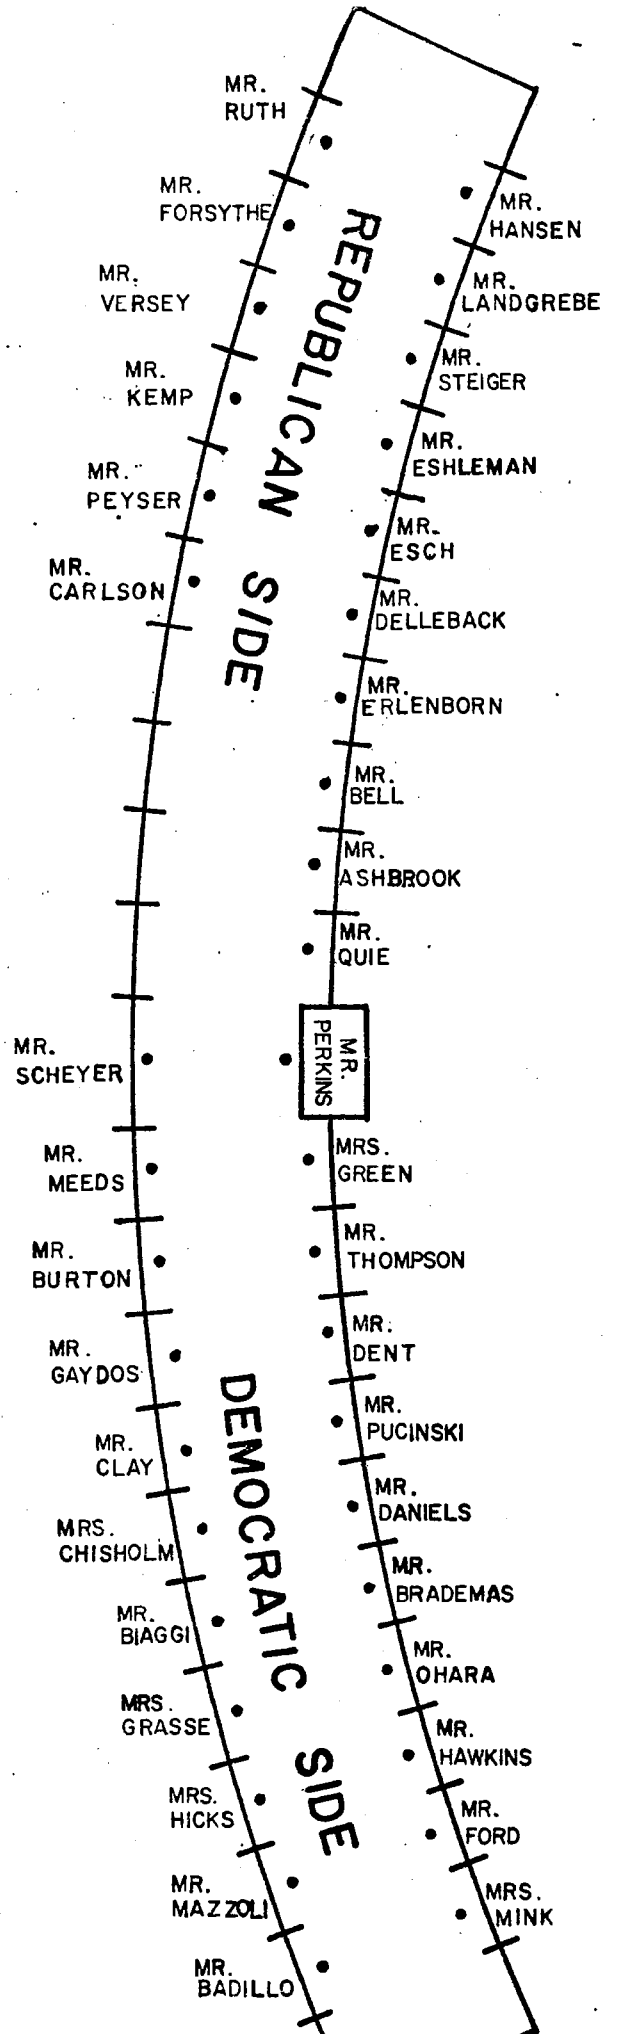 MR.
RUTH
MR.
FORSYTHE
MR.
VERSEY
MR.
KEMP
MR.
PEYSER
MR.
CARLSON
REPUBLICAN SIDE
MR.
HANSEN
MR.
LANDGREBE
MR.
STEIGER
MR.
ESHLEMAN
MR.
ESCH
MR.
DELLEBACK
MR.
ERLENBORN
MR.
BELL
MR.
ASHBROOK
MR.
QUIE
MR.
PERKINS
MR.
SCHEYER
MR.
MEEDS
MR.
BURTON
MR.
GAYDOS
MR.
CLAY
MRS.
CHISHOLM
MR.
BIAGGI
MRS.
GRASSE
MRS.
HICKS
MR.
MAZZOLI
MR.
BADILLO
DEMOCRATIC SIDE
MRS.
GREEN
MR.
THOMPSON
MR.
DENT
MR.
PUCINSKI
MR.
DANIELS
MR.
BRADEMAS
MR.
OHARA
MR.
HAWKINS
MR.
FORD
MRS.
MINK